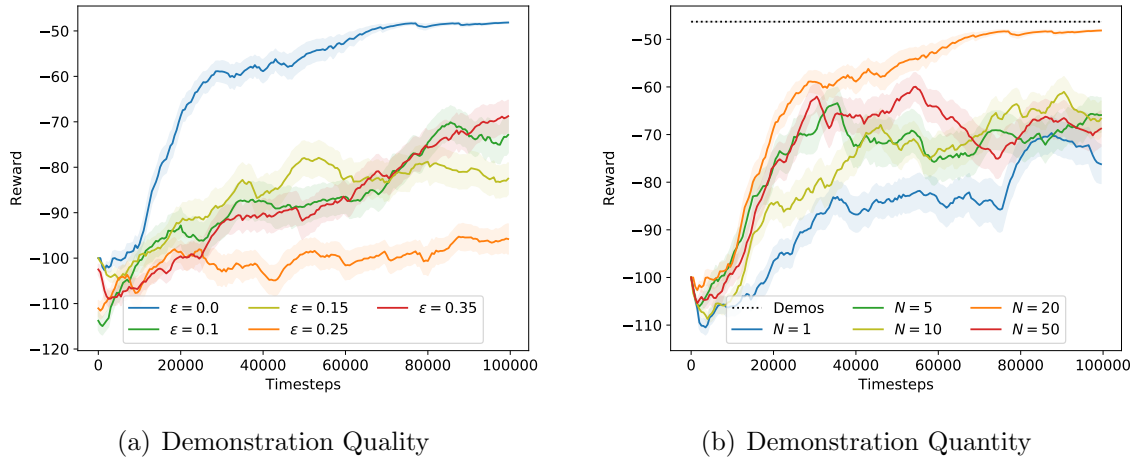 −50
−60
−70
−80
−90
−100
−110
−120
Reward
0 20000 40000 60000 80000 100000
Timesteps
ε = 0.0 ε = 0.15 ε = 0.35
ε = 0.1 ε = 0.25
(a) Demonstration Quality
−50
−60
−70
−80
−90
−100
−110
Reward
0 20000 40000 60000 80000 100000
Timesteps
Demos N = 5 N = 20
N = 1 N = 10 N = 50
(b) Demonstration Quantity